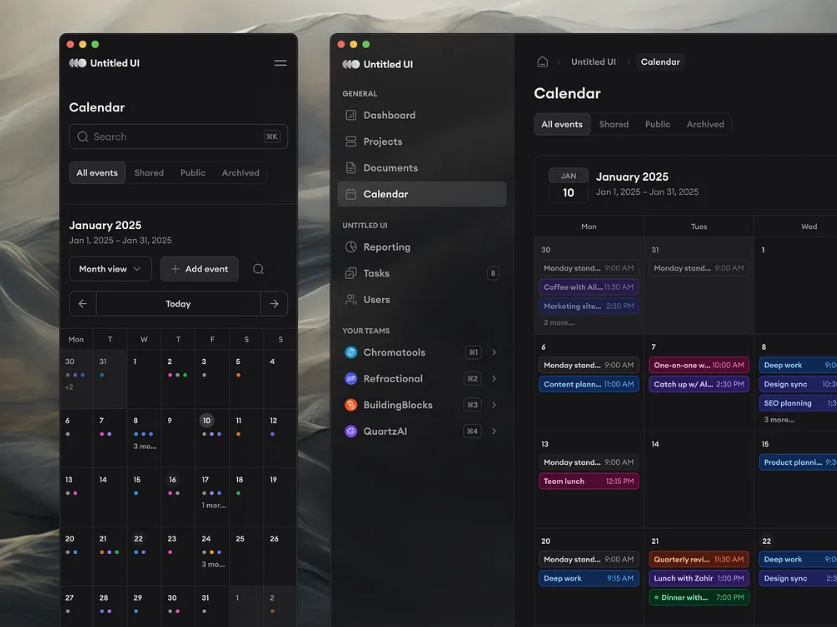 Untitled UI
Calendar
Search ⌘K
All events Shared Public Archived
January 2025
Jan 1, 2025 – Jan 31, 2025
Month view + Add event
Today
Mon T W T F S S
30 31 1 2 3 5 4
+2
6 7 8 9 10 11 12
3 mo...
13 14 15 16 17 18 19
1 mor...
20 21 22 23 24 25 26
3 mo...
27 28 29 30 31 1 2
Untitled UI
GENERAL
Dashboard
Projects
Documents
Calendar
UNTITLED UI
Reporting
Tasks 8
Users
YOUR TEAMS
Chromatools ⌘1
Refractional ⌘2
BuildingBlocks ⌘3
QuartzAI ⌘4
Untitled UI Calendar
Calendar
All events Shared Public Archived
JAN
10
January 2025
Jan 1, 2025 – Jan 31, 2025
Mon Tues Wed
30 31 1
Monday stand... 9:00 AM Monday stand... 9:00 AM
Coffee with Ali... 11:30 AM
Marketing site... 2:30 PM
2 more...
6 7 8
Monday stand... 9:00 AM One-on-one w... 10:00 AM Deep work 9:0
Content plann... 11:00 AM Catch up w/ Al... 2:30 PM Design sync 10:3
SEO planning 1:3
3 more...
13 14 15
Monday stand... 9:00 AM Product planni... 9:3
Team lunch 12:15 PM
20 21 22
Monday stand... 9:00 AM Quarterly revi... 11:30 AM Deep work 9:0
Deep work 9:15 AM Lunch with Zahir 1:00 PM Design sync 2:3
Dinner with... 7:00 PM